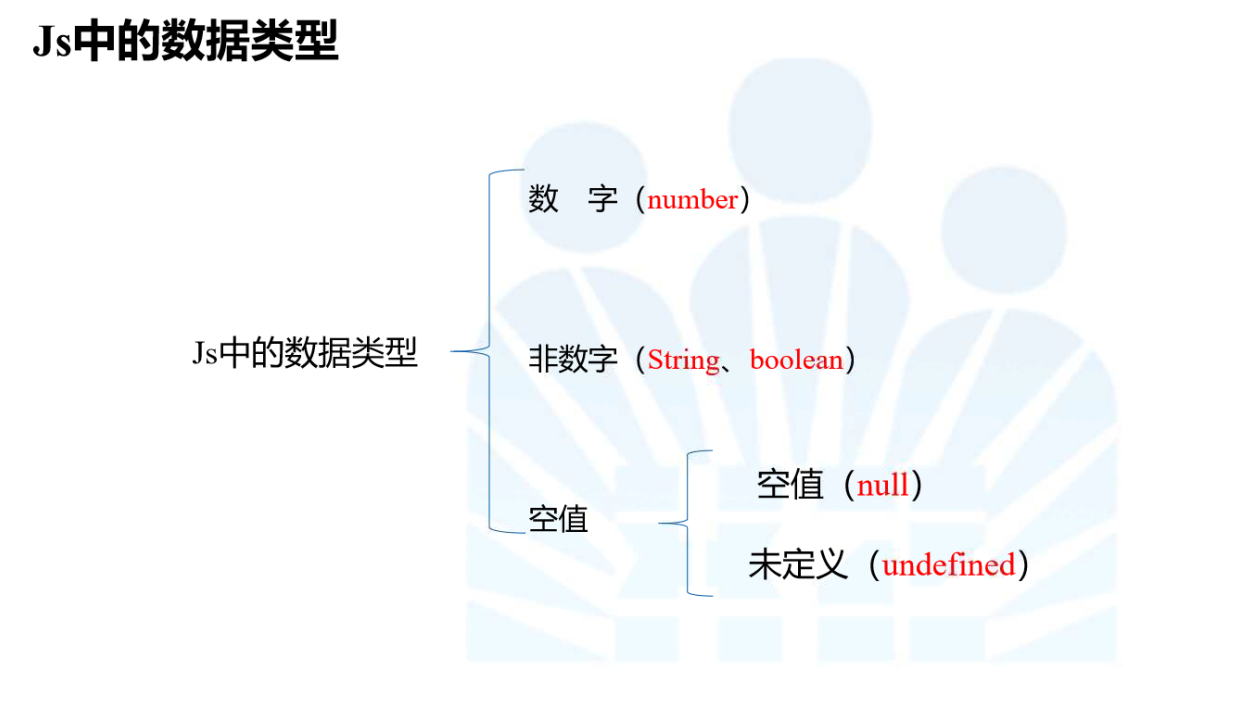 Js中的数据类型
数 字（number）
Js中的数据类型
非数字（String、boolean）
空值
空值（null）
未定义（undefined）